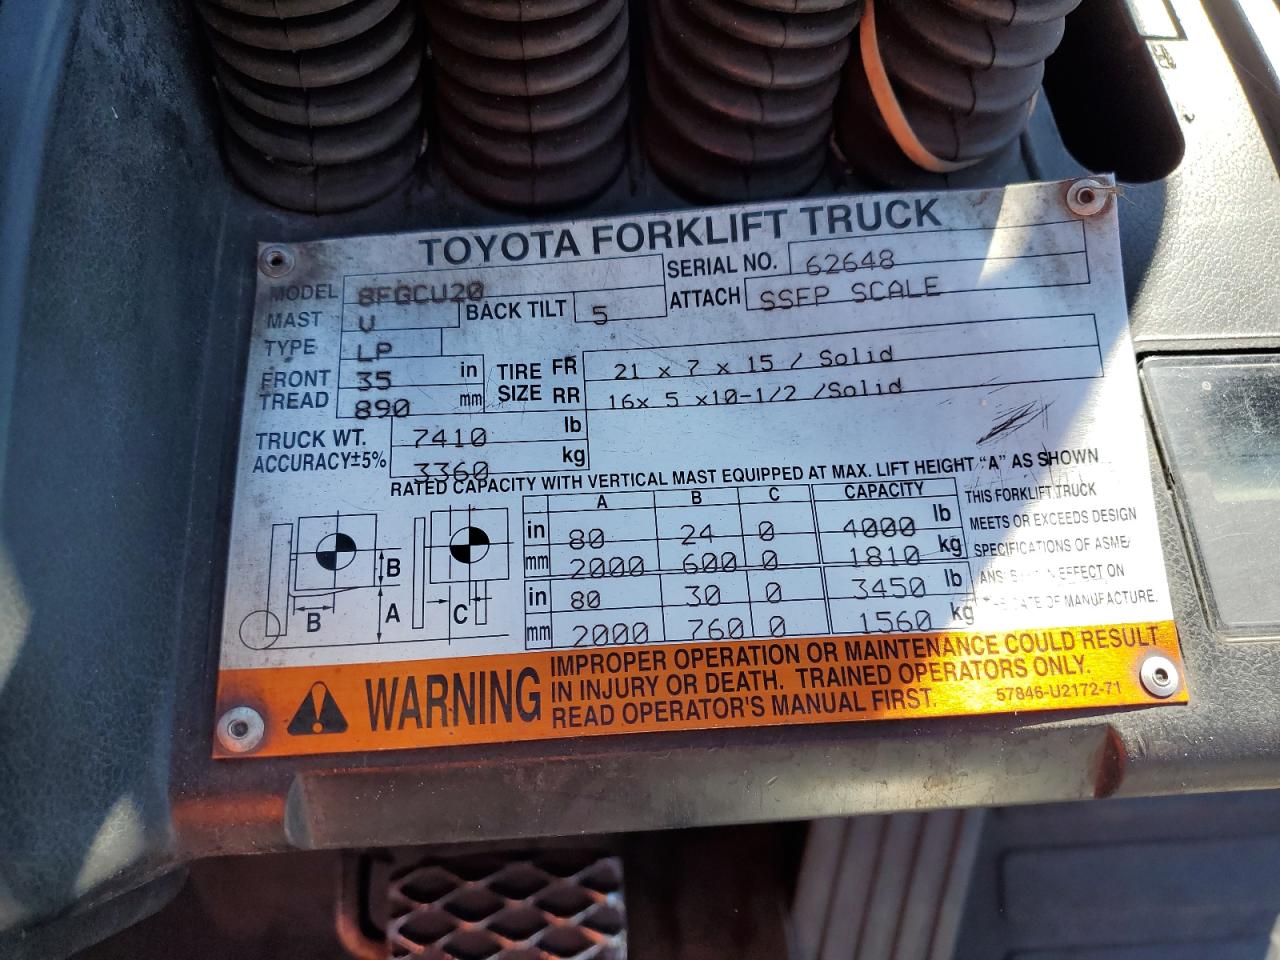 TOYOTA FORKLIFT TRUCK
MODEL 8FGCU20 SERIAL NO. 62648
MAST V BACK TILT 5 ATTACH SSFP SCALE
TYPE LP
FRONT TREAD 35 in 890 mm
TIRE SIZE FR 21 x 7 x 15 / Solid
RR 16x 5 x10-1/2 /Solid
TRUCK WT. 7410 lb
ACCURACY±5% 3360 kg
RATED CAPACITY WITH VERTICAL MAST EQUIPPED AT MAX. LIFT HEIGHT "A" AS SHOWN
A B C CAPACITY
in 80 24 0 4000 lb
mm 2000 600 0 1810 kg
in 80 30 0 3450 lb
mm 2000 760 0 1560 kg
B A C
B
THIS FORKLIFT TRUCK
MEETS OR EXCEEDS DESIGN
SPECIFICATIONS OF ASME/
EFFECT ON
DATE OF MANUFACTURE.
WARNING
IMPROPER OPERATION OR MAINTENANCE COULD RESULT
IN INJURY OR DEATH. TRAINED OPERATORS ONLY.
READ OPERATOR'S MANUAL FIRST. 57846-U2172-71